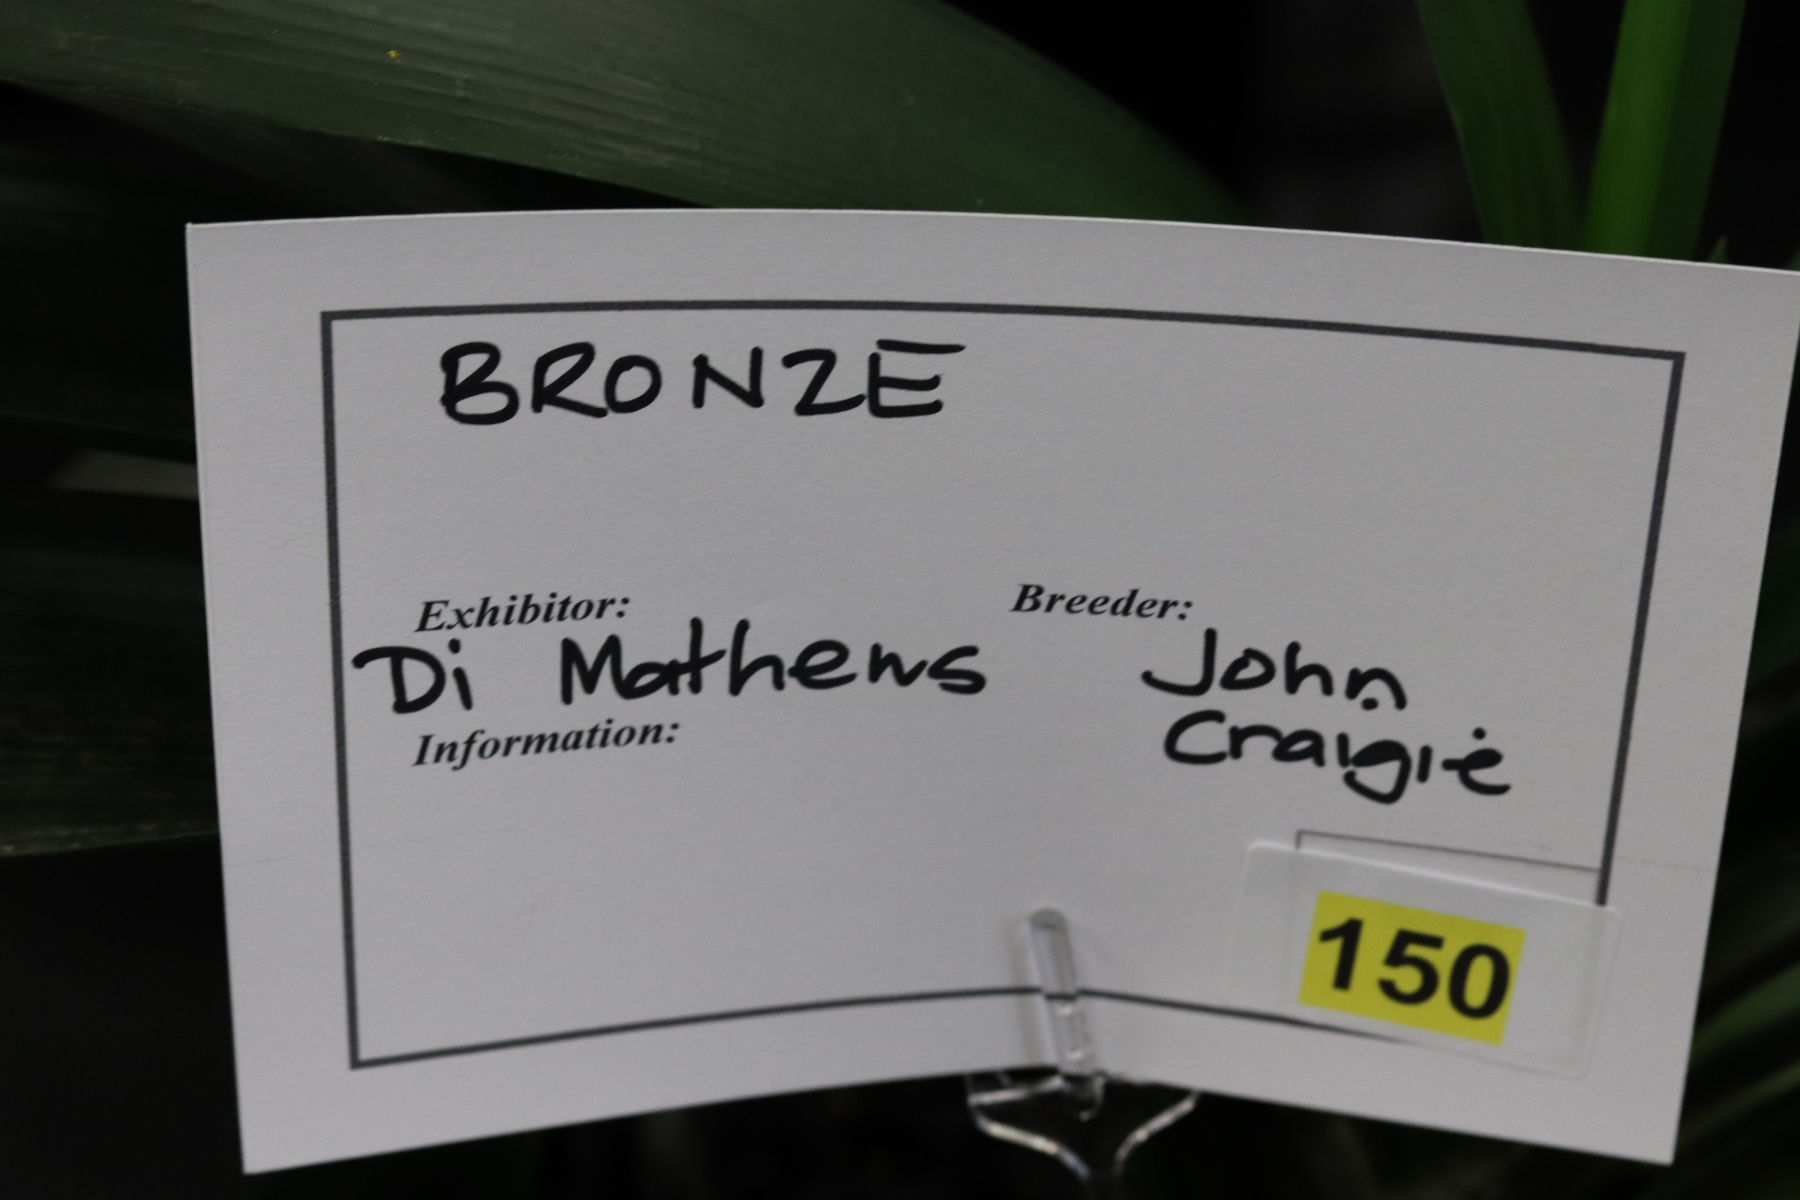 BRONZE
Exhibitor: Breeder:
Di Mathews John
Craigie
Information:
150